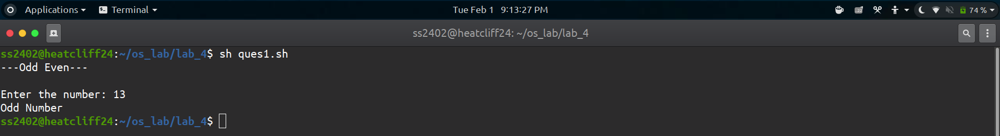 Applications Terminal Tue Feb 1 9:13:27 PM 22 74 %
ss2402@heatcliff24: ~/os_lab/lab_4
ss2402@heatcliff24:~/os_lab/lab_4$ sh ques1.sh
---Odd Even---
Enter the number: 13
Odd Number
ss2402@heatcliff24:~/os_lab/lab_4$